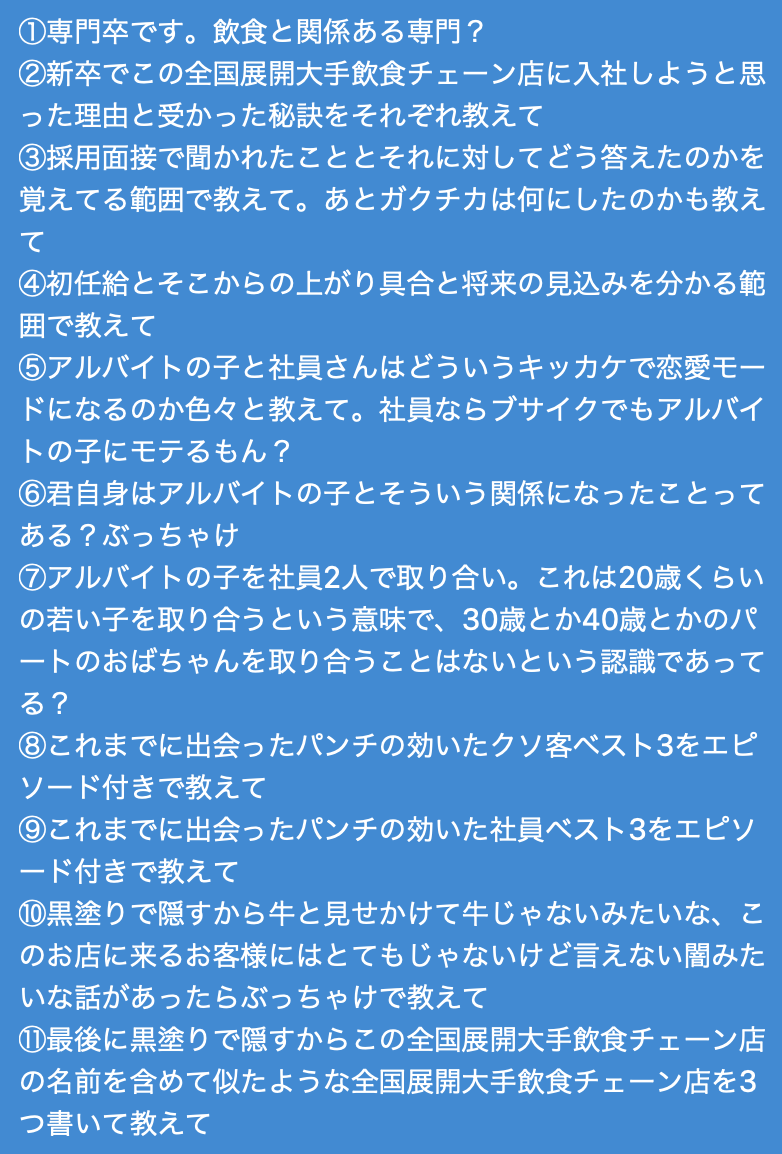 ①専門卒です。飲食と関係ある専門？
②新卒でこの全国展開大手飲食チェーン店に入社しようと思
った理由と受かった秘訣をそれぞれ教えて
③採用面接で聞かれたこととそれに対してどう答えたのかを
覚えてる範囲で教えて。あとガクチカは何にしたのかも教え
て
④初任給とそこからの上がり具合と将来の見込みを分かる範
囲で教えて
⑤アルバイトの子と社員さんはどういうキッカケで恋愛モー
ドになるのか色々と教えて。社員ならブサイクでもアルバイ
トの子にモテるもん？
⑥君自身はアルバイトの子とそういう関係になったことって
ある？ぶっちゃけ
⑦アルバイトの子を社員2人で取り合い。これは20歳くらい
の若い子を取り合うという意味で、30歳とか40歳とかのパ
ートのおばちゃんを取り合うことはないという認識であって
る？
⑧これまでに出会ったパンチの効いたクソ客ベスト3をエピ
ソード付きで教えて
⑨これまでに出会ったパンチの効いた社員ベスト3をエピソ
ード付きで教えて
⑩黒塗りで隠すから牛と見せかけて牛じゃないみたいな、こ
のお店に来るお客様にはとてもじゃないけど言えない闇みた
いな話があったらぶっちゃけで教えて
⑪最後に黒塗りで隠すからこの全国展開大手飲食チェーン店
の名前を含めて似たような全国展開大手飲食チェーン店を3
つ書いて教えて